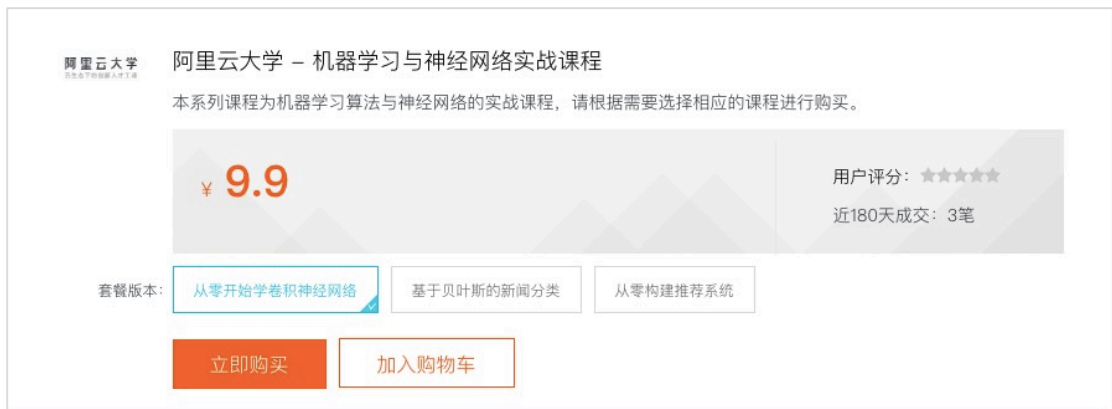 阿里云大学
阿里云大学 – 机器学习与神经网络实战课程
本系列课程为机器学习算法与神经网络的实战课程，请根据需要选择相应的课程进行购买。
¥ 9.9
用户评分：
近180天成交：3笔
套餐版本：
从零开始学卷积神经网络
基于贝叶斯的新闻分类
从零构建推荐系统
立即购买
加入购物车